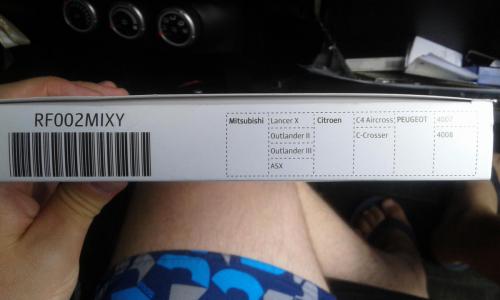 RF002MIXY
Mitsubishi Lancer X Citroen C4 Aircross PEUGEOT 4007
Outlander II C-Crosser 4008
Outlander III
ASX